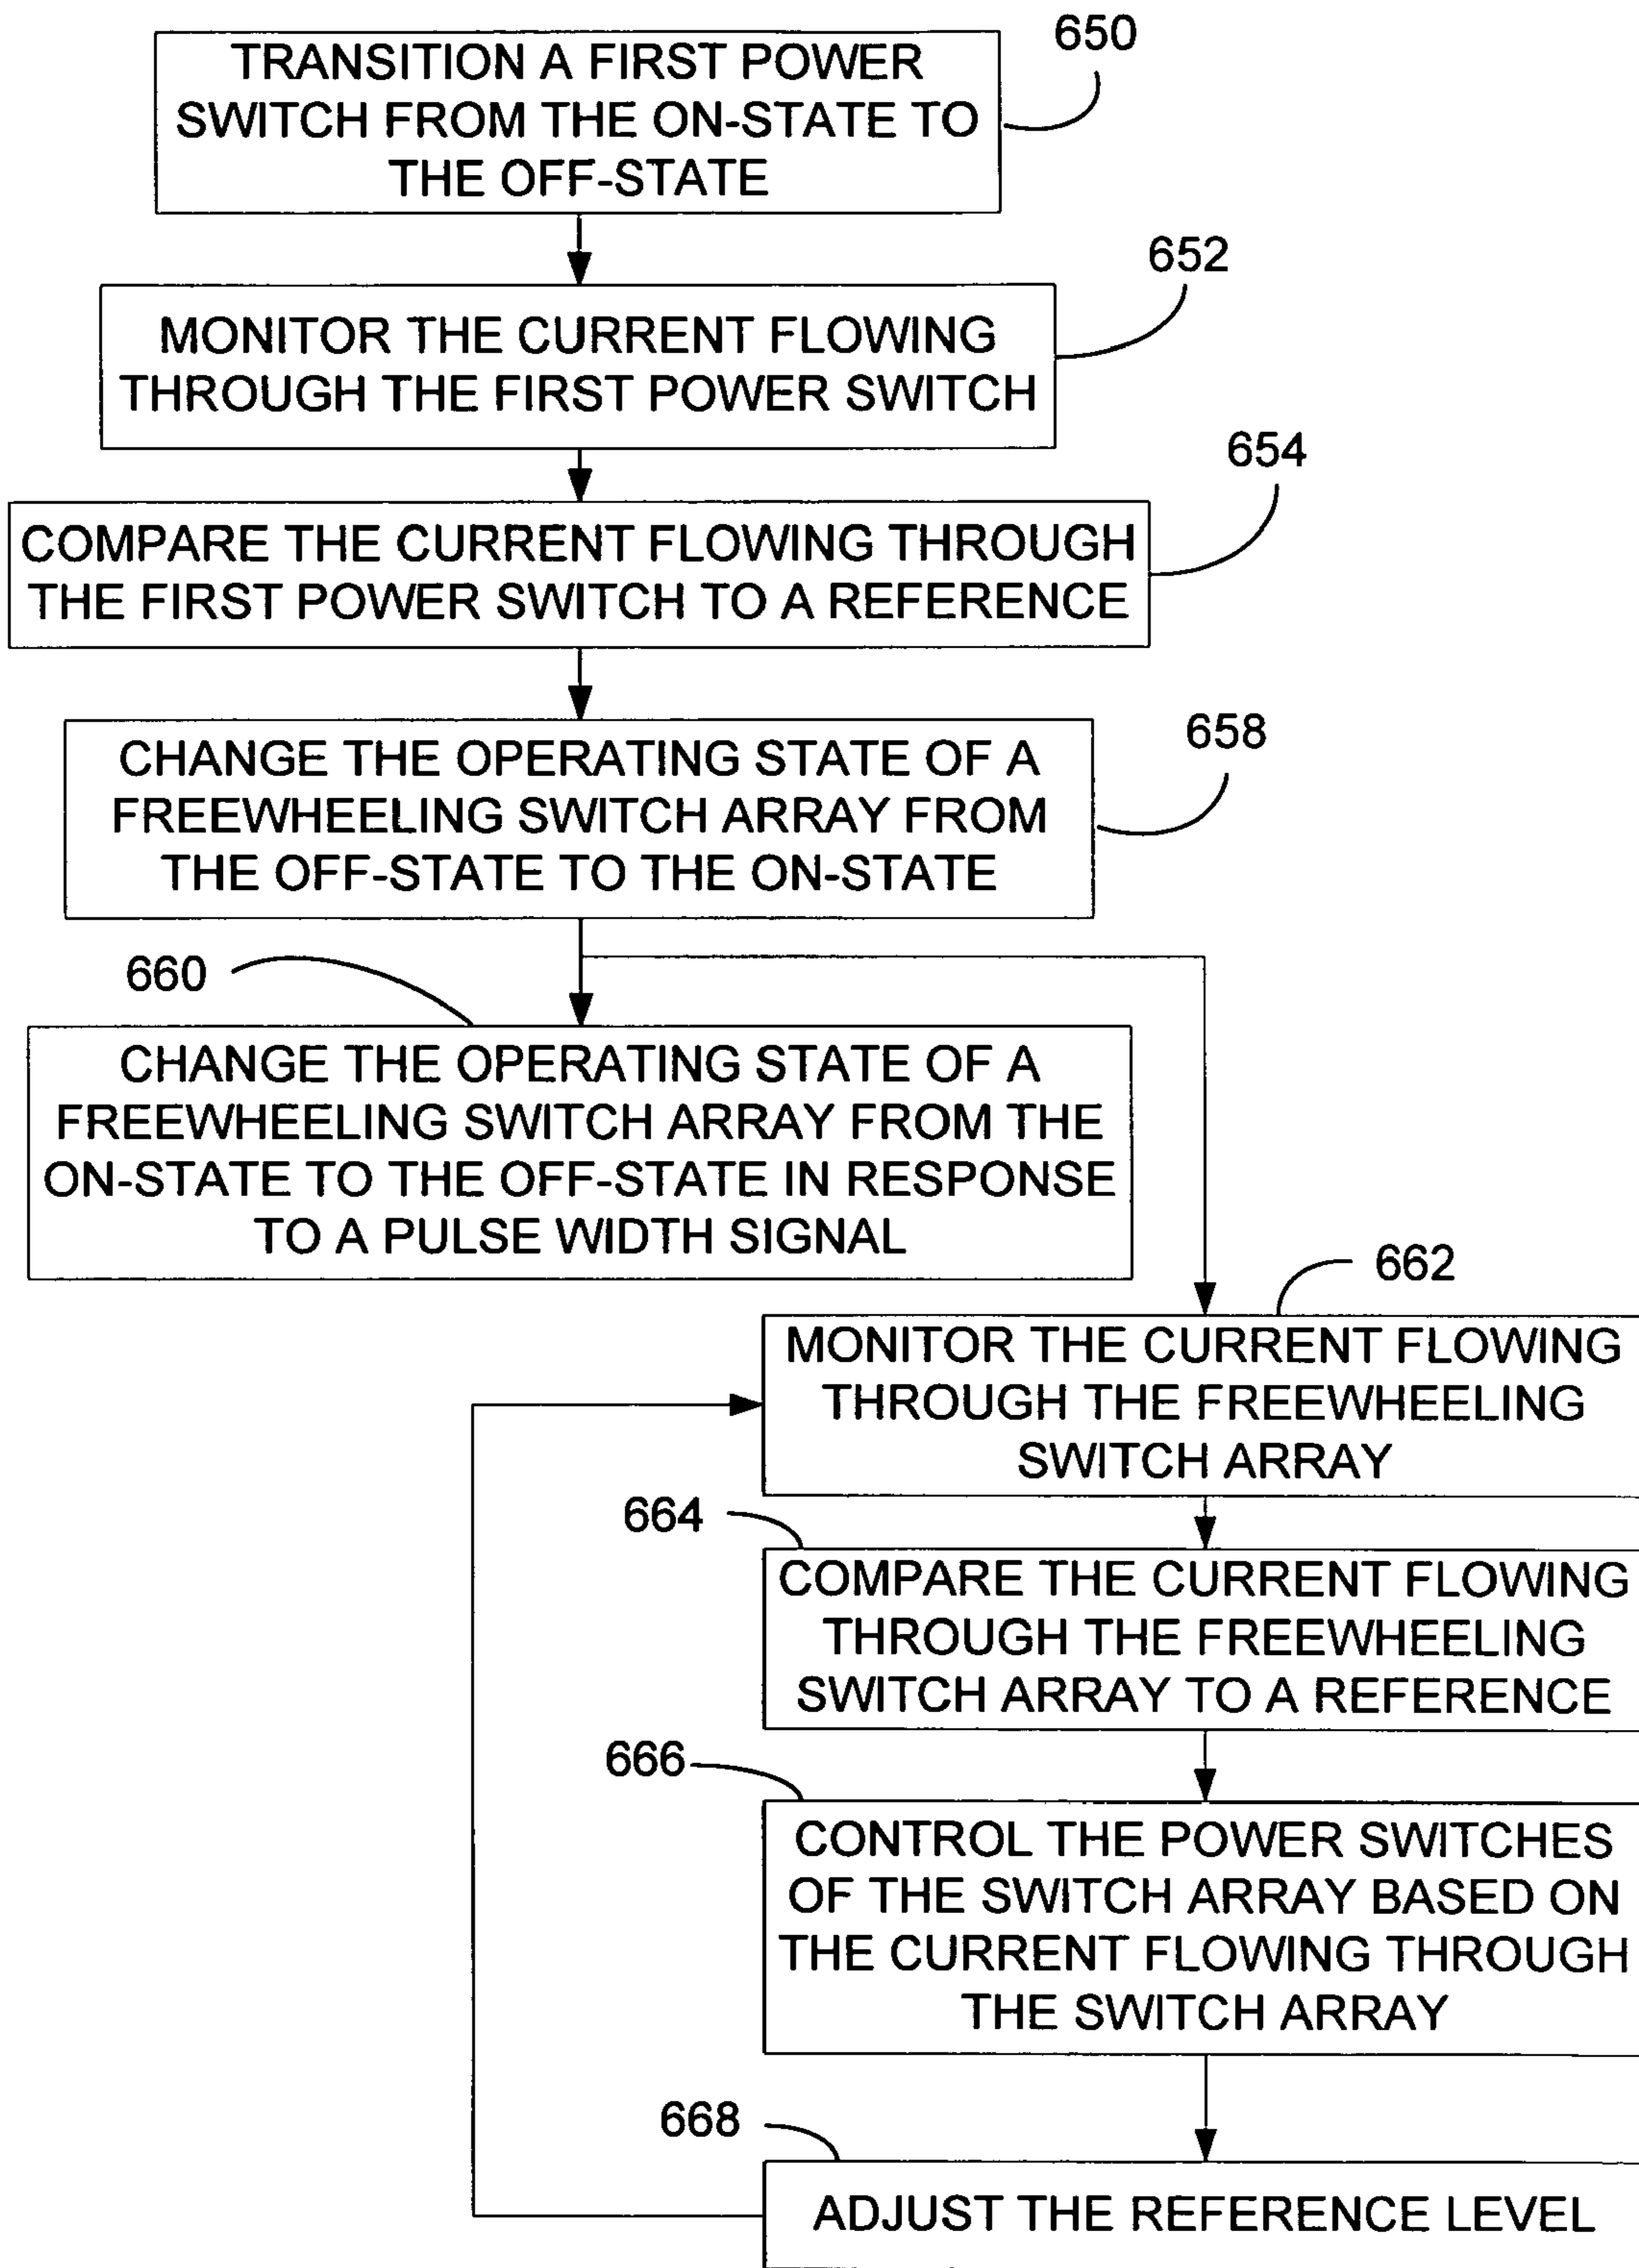 650
TRANSITION A FIRST POWER
SWITCH FROM THE ON-STATE TO
THE OFF-STATE
652
MONITOR THE CURRENT FLOWING
THROUGH THE FIRST POWER SWITCH
654
COMPARE THE CURRENT FLOWING THROUGH
THE FIRST POWER SWITCH TO A REFERENCE
658
CHANGE THE OPERATING STATE OF A
FREEWHEELING SWITCH ARRAY FROM
THE OFF-STATE TO THE ON-STATE
660
CHANGE THE OPERATING STATE OF A
FREEWHEELING SWITCH ARRAY FROM THE
ON-STATE TO THE OFF-STATE IN RESPONSE
TO A PULSE WIDTH SIGNAL
662
MONITOR THE CURRENT FLOWING
THROUGH THE FREEWHEELING
SWITCH ARRAY
664
COMPARE THE CURRENT FLOWING
THROUGH THE FREEWHEELING
SWITCH ARRAY TO A REFERENCE
666
CONTROL THE POWER SWITCHES
OF THE SWITCH ARRAY BASED ON
THE CURRENT FLOWING THROUGH
THE SWITCH ARRAY
668
ADJUST THE REFERENCE LEVEL